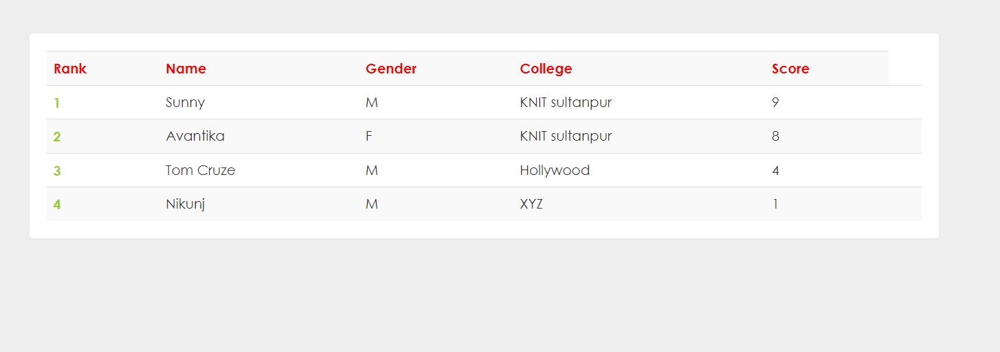 Rank Name Gender College Score
1 Sunny M KNIT sultanpur 9
2 Avantika F KNIT sultanpur 8
3 Tom Cruze M Hollywood 4
4 Nikunj M XYZ 1